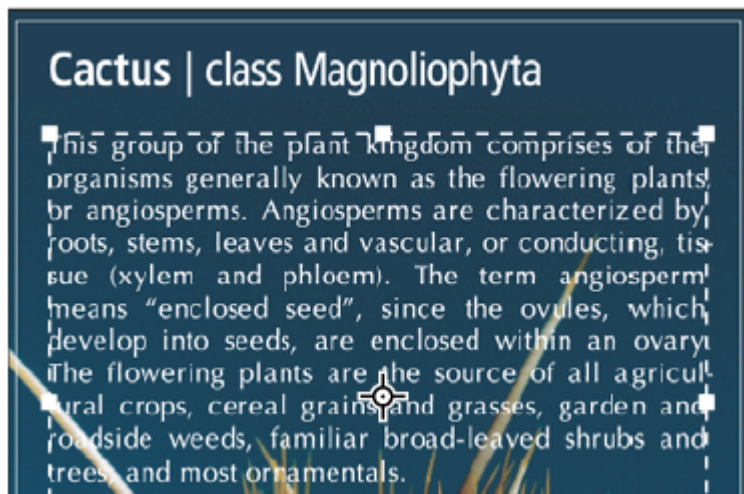 Cactus | class Magnoliophyta
This group of the plant kingdom comprises of the
organisms generally known as the flowering plants
or angiosperms. Angiosperms are characterized by
roots, stems, leaves and vascular, or conducting, tis-
sue (xylem and phloem). The term angiosperm
means “enclosed seed”, since the ovules, which
develop into seeds, are enclosed within an ovary.
The flowering plants are the source of all agricul-
tural crops, cereal grains and grasses, garden and
roadside weeds, familiar broad-leaved shrubs and
trees, and most ornamentals.